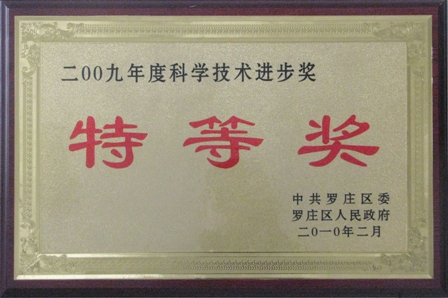 二00九年度科学技术进步奖
特等奖
中共罗庄区委
罗庄区人民政府
二0一0年二月